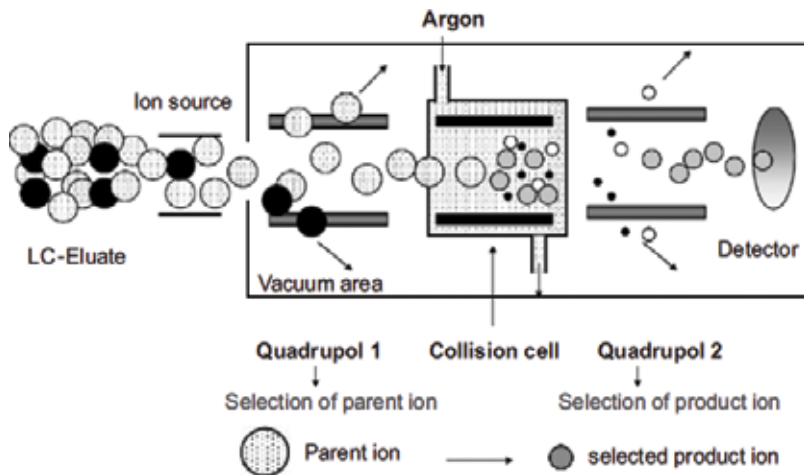 Argon
Ion source
LC-Eluate
Vacuum area
Detector
Quadrupol 1
Collision cell
Quadrupol 2
Selection of parent ion
Selection of product ion
Parent ion
selected product ion